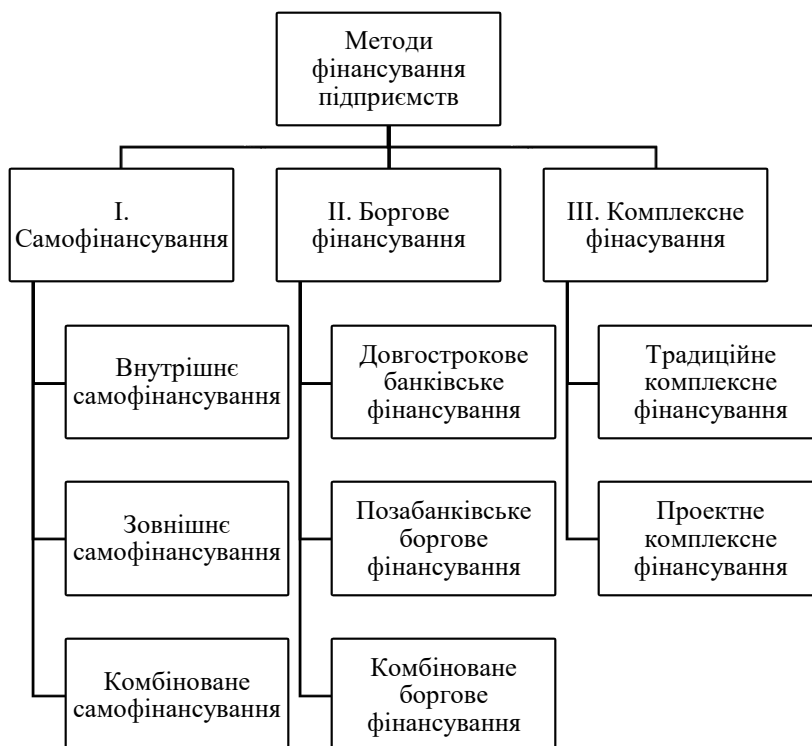 Методи
фінансування
підприємств
I.
Самофінансування
II. Боргове
фінансування
III. Комплексне
фінасування
Внутрішнє
самофінансування
Довгострокове
банківське
фінансування
Традиційне
комплексне
фінансування
Зовнішнє
самофінансування
Позабанківське
боргове
фінансування
Проектне
комплексне
фінансування
Комбіноване
самофінансування
Комбіноване
боргове
фінансування